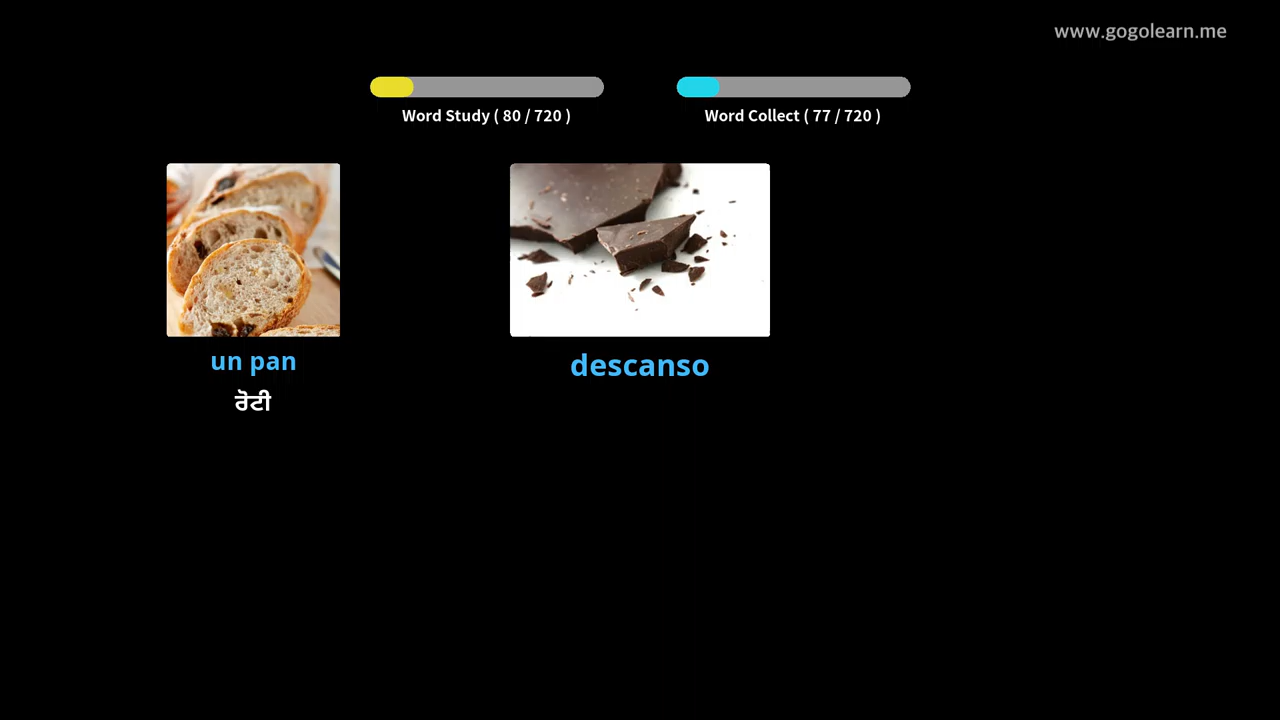 www.gogolearn.me
Word Study ( 80 / 720 )
Word Collect ( 77 / 720 )
un pan
ਰੋਟੀ
descanso